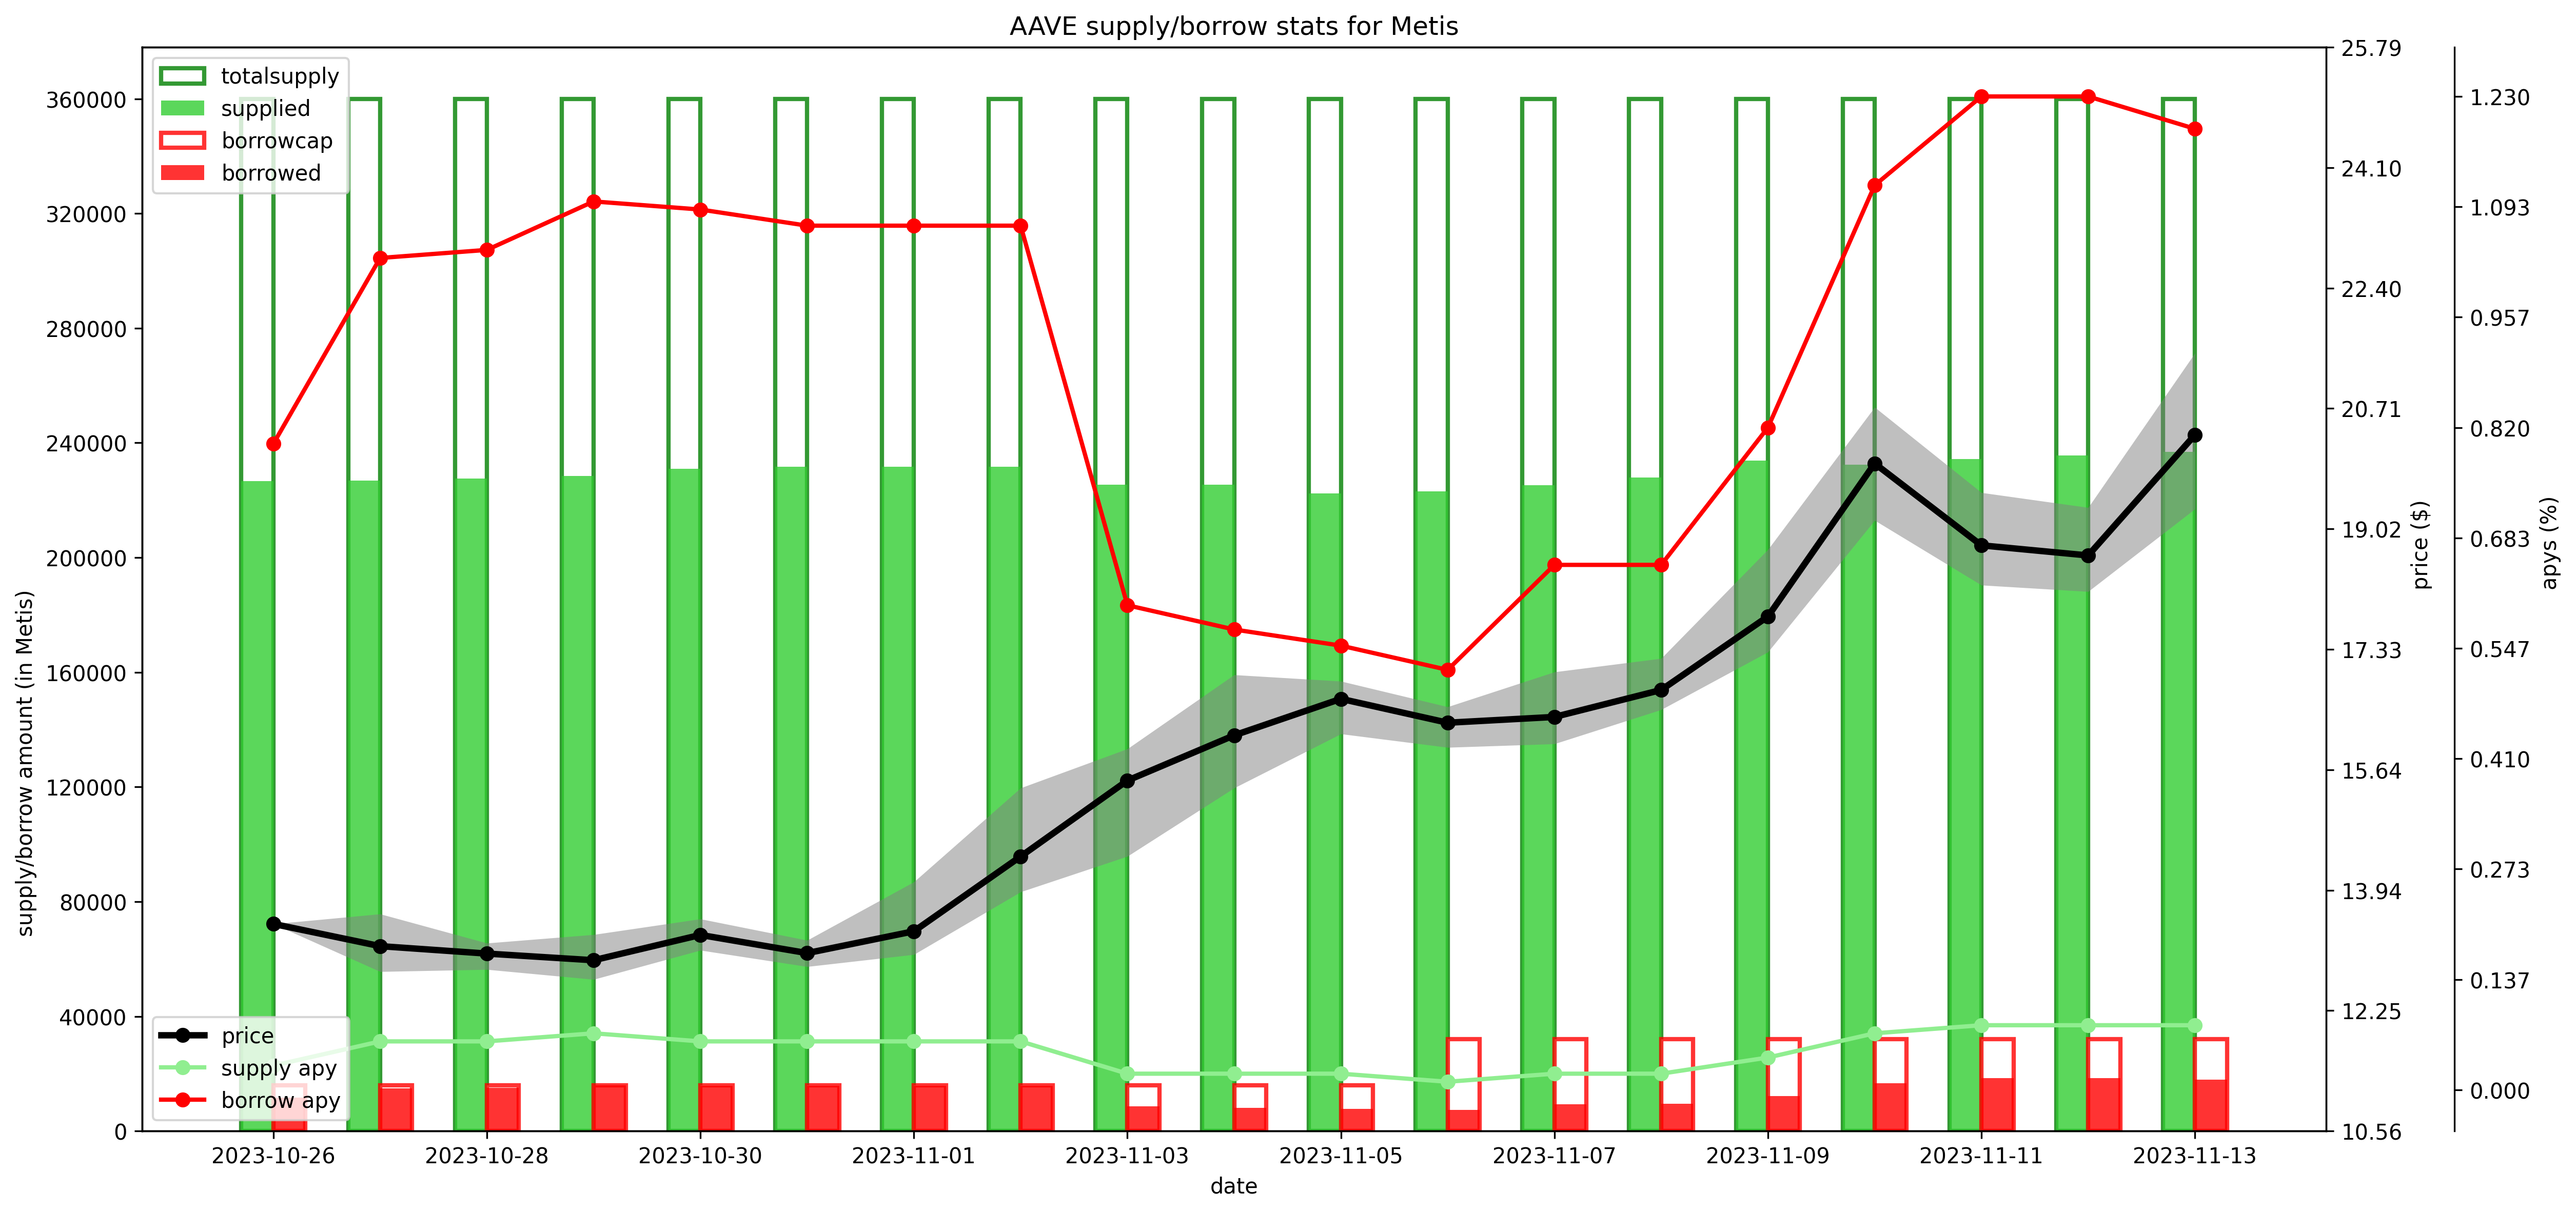 AAVE supply/borrow stats for Metis
totalsupply
supplied
borrowcap
borrowed
price
supply apy
borrow apy
supply/borrow amount (in Metis)
360000
320000
280000
240000
200000
160000
120000
80000
40000
0
25.79
24.10
22.40
20.71
19.02
17.33
15.64
13.94
12.25
10.56
price ($)
1.230
1.093
0.957
0.820
0.683
0.547
0.410
0.273
0.137
0.000
apys (%)
2023-10-26 2023-10-28 2023-10-30 2023-11-01 2023-11-03 2023-11-05 2023-11-07 2023-11-09 2023-11-11 2023-11-13
date